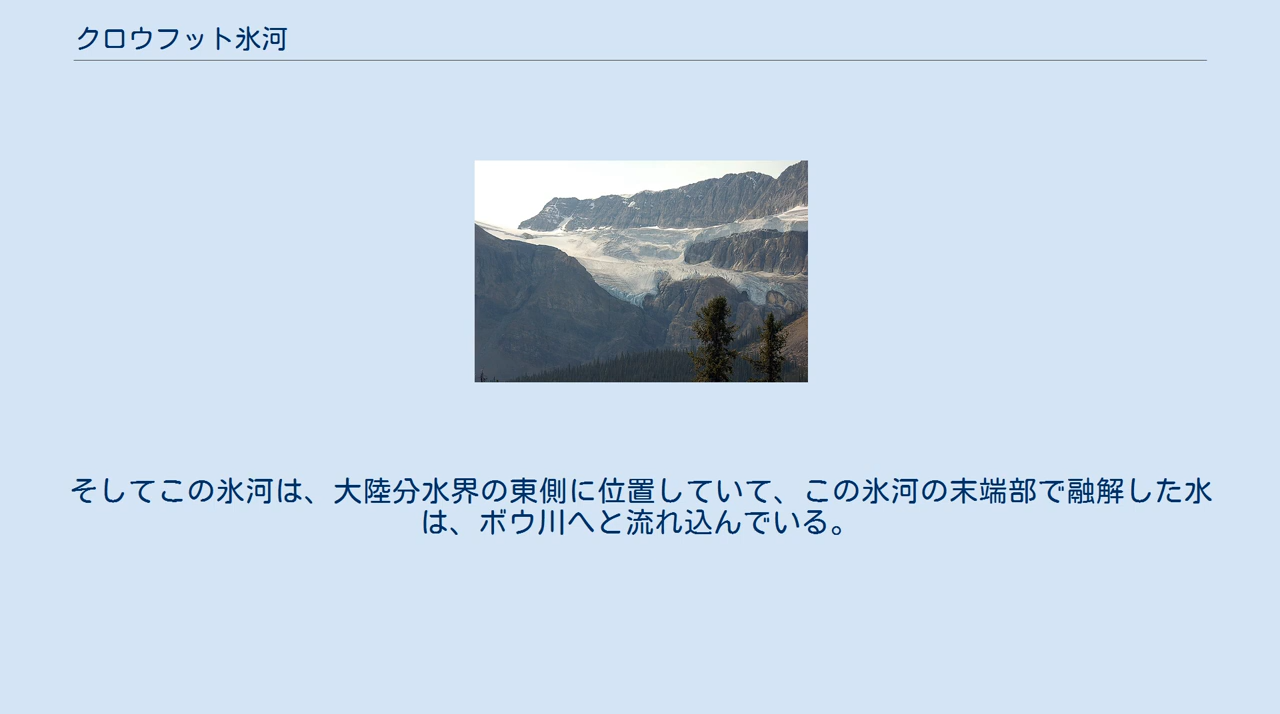 クロウフット氷河
そしてこの氷河は、大陸分水界の東側に位置していて、この氷河の末端部で融解した水
は、ボウ川へと流れ込んでいる。